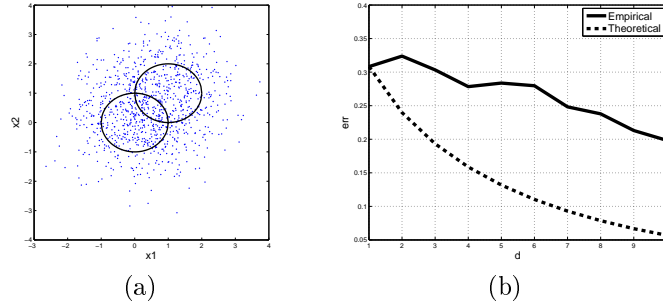 4
3
2
1
0
−1
−2
−3
−4
x2
−3 −2 −1 0 1 2 3 4
x1
(a)
0.4
0.35
0.3
0.25
0.2
0.15
0.1
0.05
err
1 2 3 4 5 6 7 8 9
d
Empirical
Theoretical
(b)